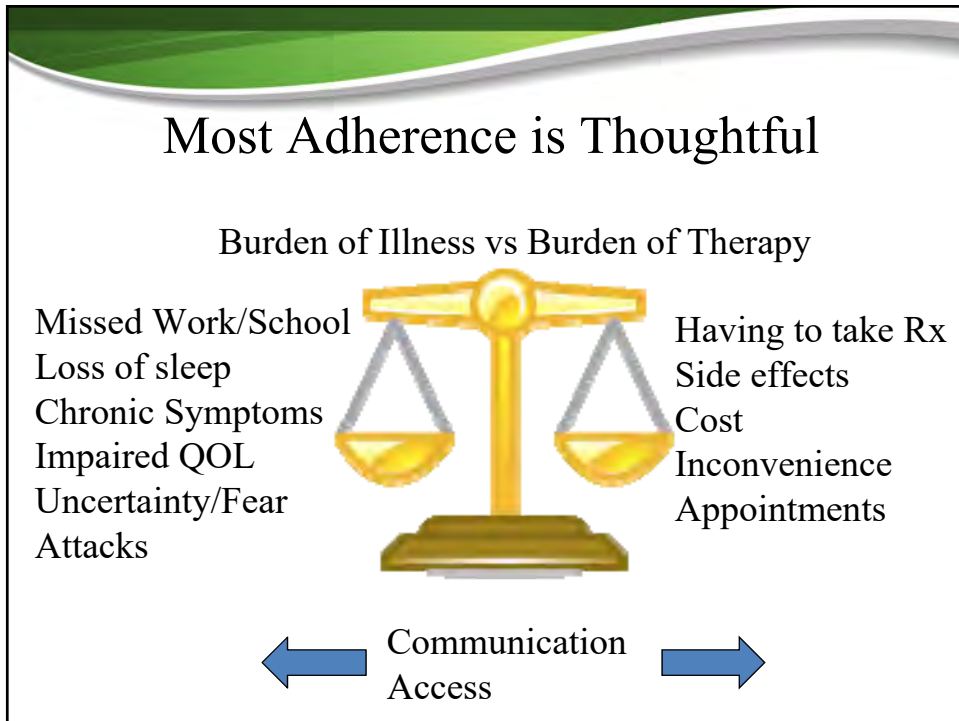 Most Adherence is Thoughtful
Burden of Illness vs Burden of Therapy
Missed Work/School
Loss of sleep
Chronic Symptoms
Impaired QOL
Uncertainty/Fear
Attacks
Having to take Rx
Side effects
Cost
Inconvenience
Appointments
Communication
Access